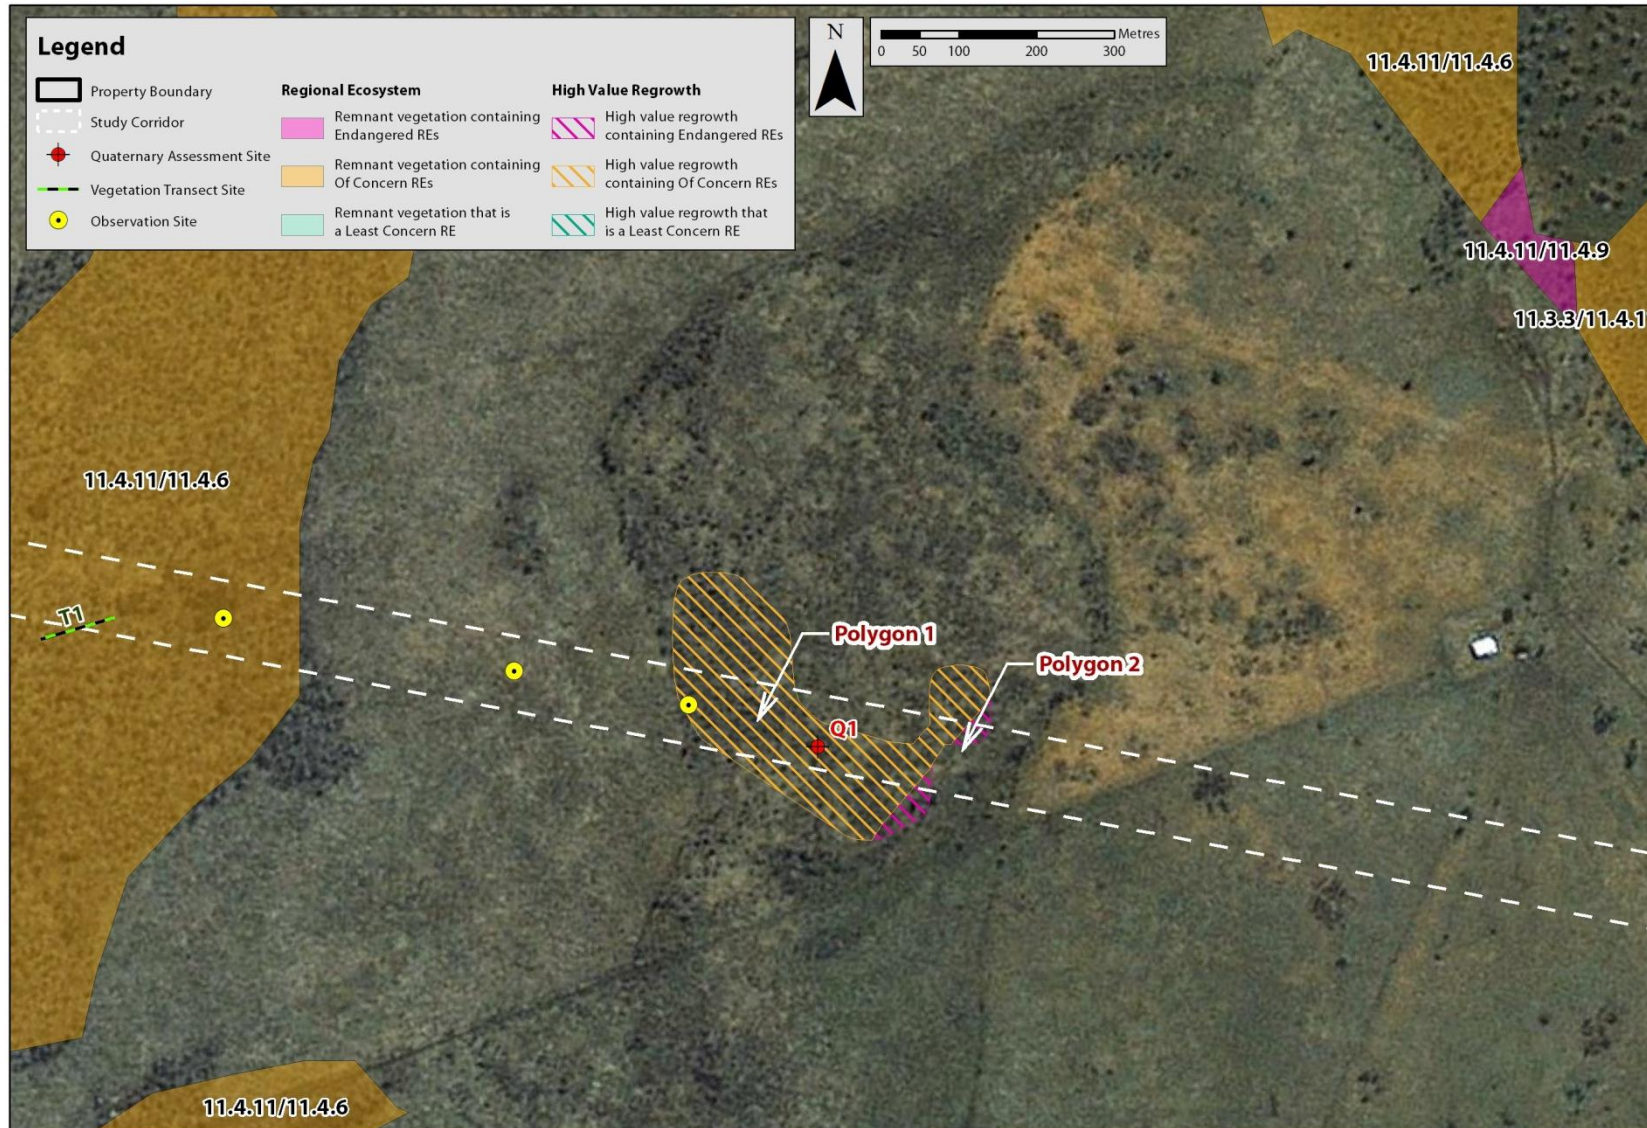 Legend
Property Boundary
Study Corridor
Quaternary Assessment Site
Vegetation Transect Site
Observation Site
Regional Ecosystem
Remnant vegetation containing
Endangered REs
Remnant vegetation containing
Of Concern REs
Remnant vegetation that is
a Least Concern RE
High Value Regrowth
High value regrowth
containing Endangered REs
High value regrowth
containing Of Concern REs
High value regrowth that
is a Least Concern RE
N
Metres
0 50 100 200 300
11.4.11/11.4.6
11.4.11/11.4.9
11.3.3/11.4.1
11.4.11/11.4.6
T1
Polygon 1
Polygon 2
Q1
11.4.11/11.4.6